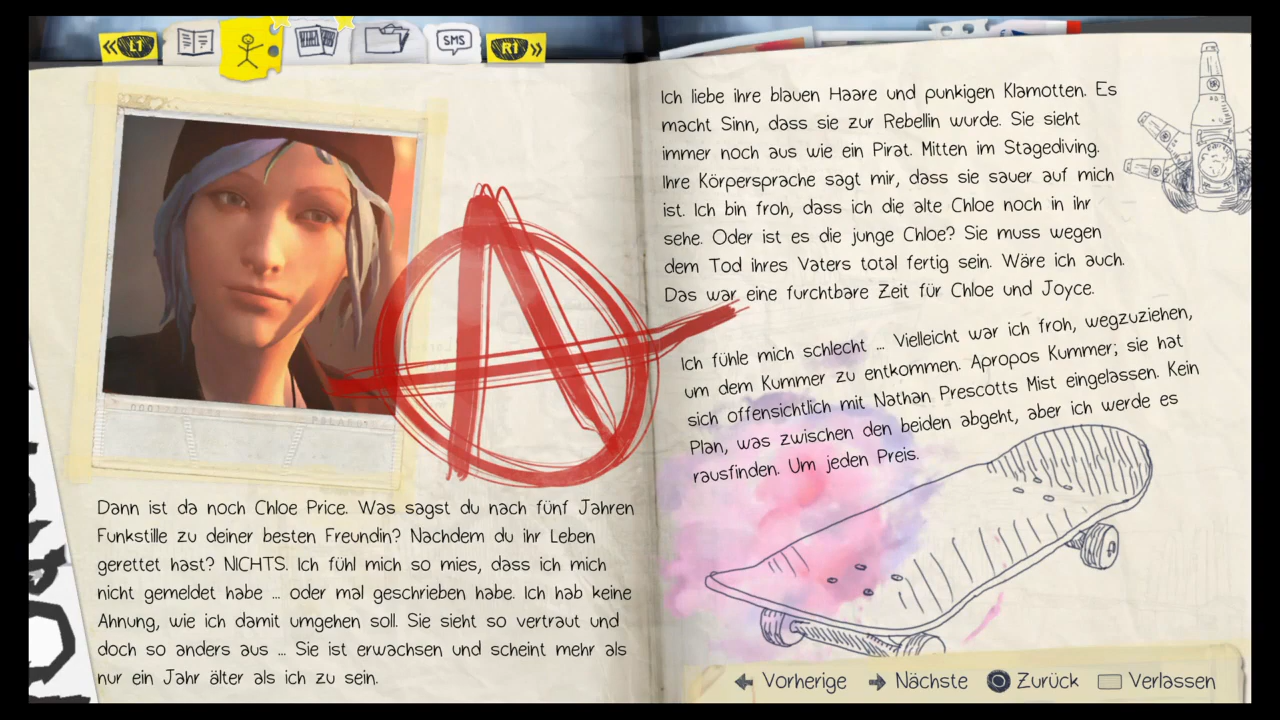 L1
SMS
R1
Dann ist da noch Chloe Price. Was sagst du nach fünf Jahren
Funkstille zu deiner besten Freundin? Nachdem du ihr Leben
gerettet hast? NICHTS. Ich fühl mich so mies, dass ich mich
nicht gemeldet habe ... oder mal geschrieben habe. Ich hab keine
Ahnung, wie ich damit umgehen soll. Sie sieht so vertraut und
doch so anders aus ... Sie ist erwachsen und scheint mehr als
nur ein Jahr älter als ich zu sein.
Ich liebe ihre blauen Haare und punkigen Klamotten. Es
macht Sinn, dass sie zur Rebellin wurde. Sie sieht
immer noch aus wie ein Pirat. Mitten im Stagediving.
Ihre Körpersprache sagt mir, dass sie sauer auf mich
ist. Ich bin froh, dass ich die alte Chloe noch in ihr
sehe. Oder ist es die junge Chloe? Sie muss wegen
dem Tod ihres Vaters total fertig sein. Wäre ich auch.
Das war eine furchtbare Zeit für Chloe und Joyce.
Ich fühle mich schlecht ... Vielleicht war ich froh, wegzuziehen,
um dem Kummer zu entkommen. Apropos Kummer; sie hat
sich offensichtlich mit Nathan Prescotts Mist eingelassen. Kein
Plan, was zwischen den beiden abgeht, aber ich werde es
rausfinden. Um jeden Preis.
Vorherige Nächste Zurück Verlassen